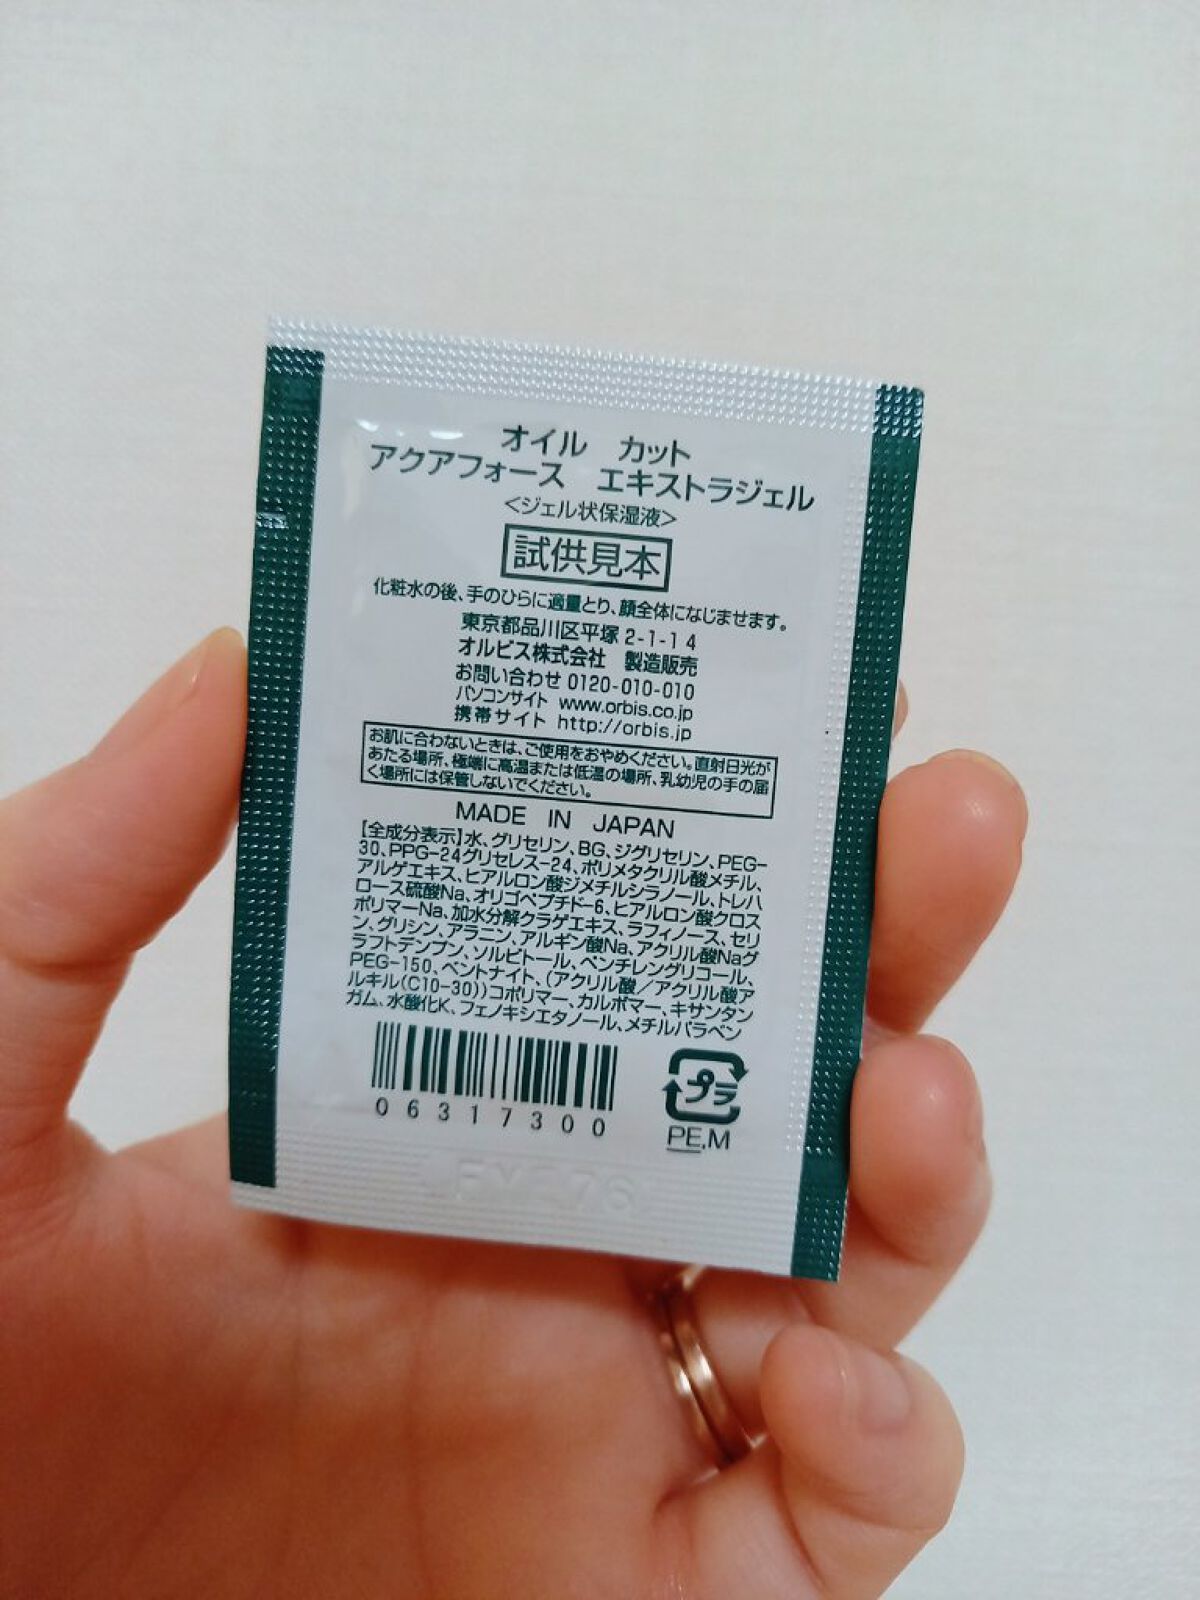 オイル カット
アクアフォース エキストラジェル
<ジェル状保湿液>
試供見本
化粧水の後、手のひらに適量とり、顔全体になじませます。
東京都品川区平塚 2-1-14
オルビス株式会社 製造販売
お問い合わせ 0120-010-010
パソコンサイト www.orbis.co.jp
携帯サイト http://orbis.jp
お肌に合わないときは、ご使用をおやめください。直射日光が
あたる場所、極端に高温または低温の場所、乳幼児の手の届
く場所には保管しないでください。
MADE IN JAPAN
【全成分表示】水、グリセリン、BG、ジグリセリン、PEG-
30、PPG-24グリセレス-24、ポリメタクリル酸メチル、
アルゲエキス、ヒアルロン酸ジメチルシラノール、トレハ
ロース硫酸Na、オリゴペプチド-6、ヒアルロン酸クロス
ポリマーNa、加水分解クラゲエキス、ラフィノース、セリ
ン、グリシン、アラニン、アルギン酸Na、アクリル酸Naグ
ラフトデンプン、ソルビトール、ペンチレングリコール、
PEG-150、ベントナイト、(アクリル酸/アクリル酸ア
ルキル(C10-30))コポリマー、カルボマー、キサンタン
ガム、水酸化K、フェノキシエタノール、メチルパラベン
06317300
プラ
PE,M